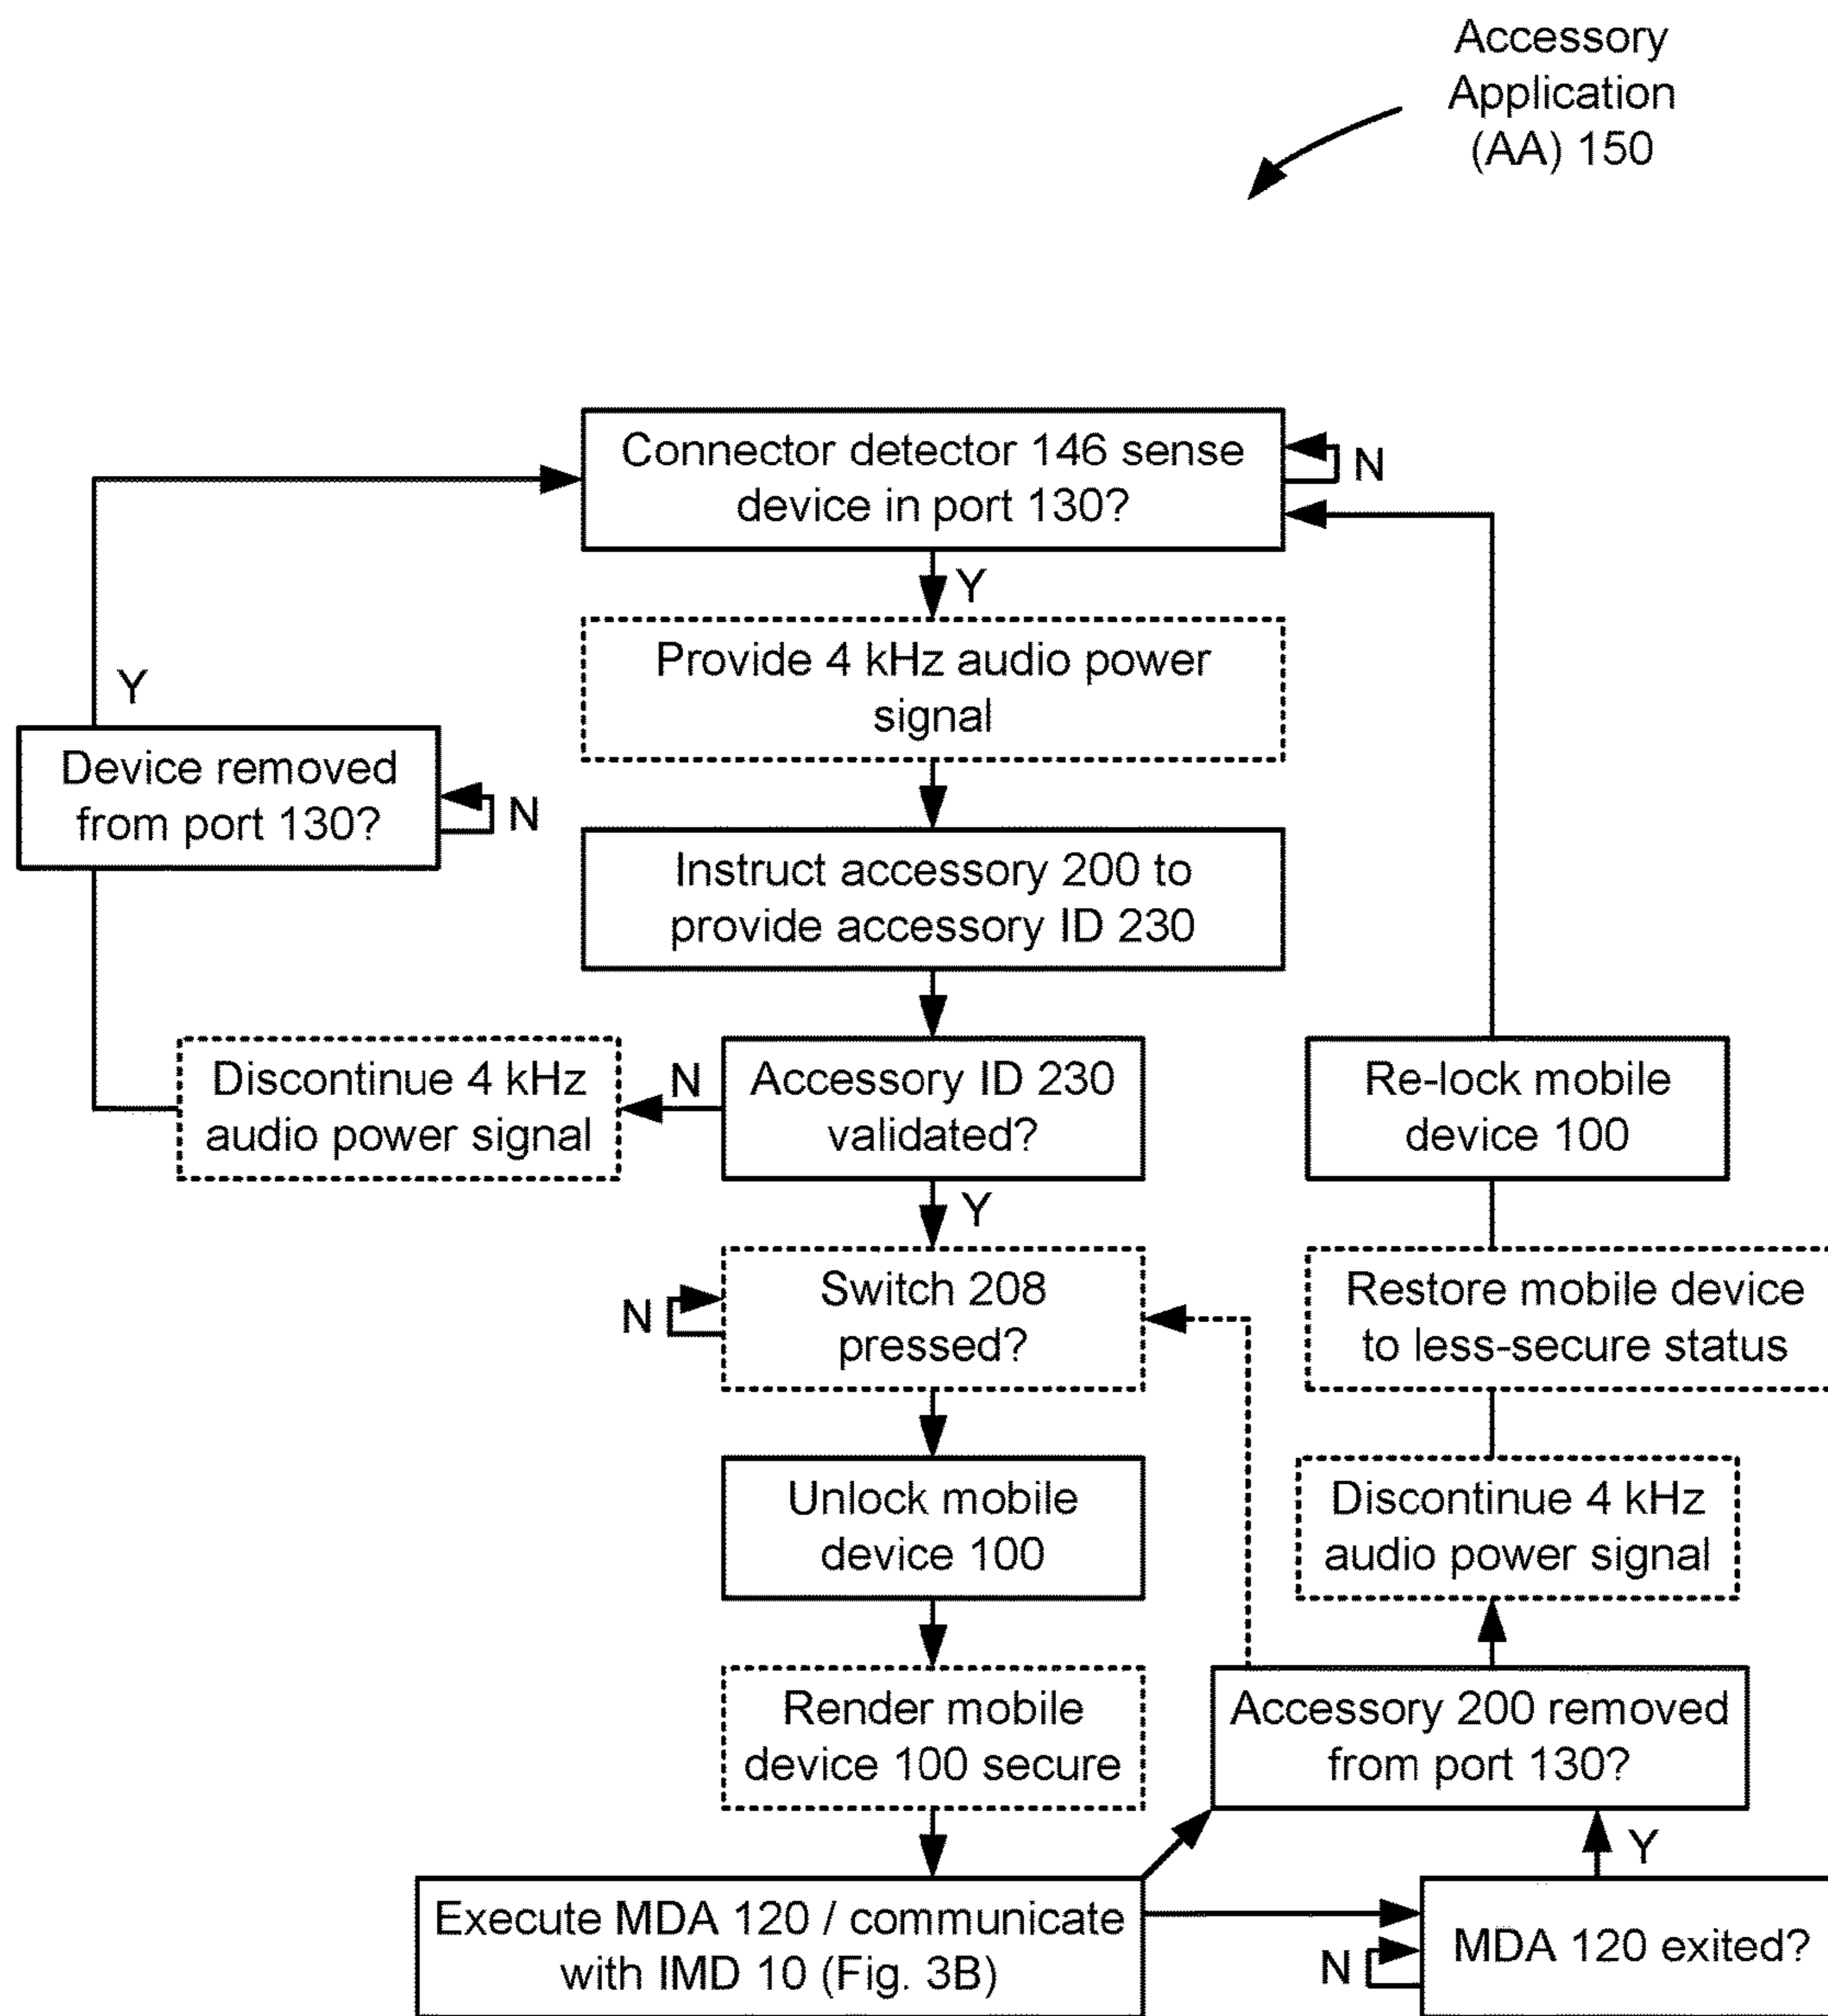 Accessory
Application
(AA) 150
Connector detector 146 sense
device in port 130?
N
Y
Provide 4 kHz audio power
signal
Y
Device removed
from port 130?
N
Instruct accessory 200 to
provide accessory ID 230
Discontinue 4 kHz
audio power signal
N
Accessory ID 230
validated?
Re-lock mobile
device 100
Y
Switch 208
pressed?
N
Restore mobile device
to less-secure status
Unlock mobile
device 100
Discontinue 4 kHz
audio power signal
Render mobile
device 100 secure
Accessory 200 removed
from port 130?
Y
Execute MDA 120 / communicate
with IMD 10 (Fig. 3B)
MDA 120 exited?
N